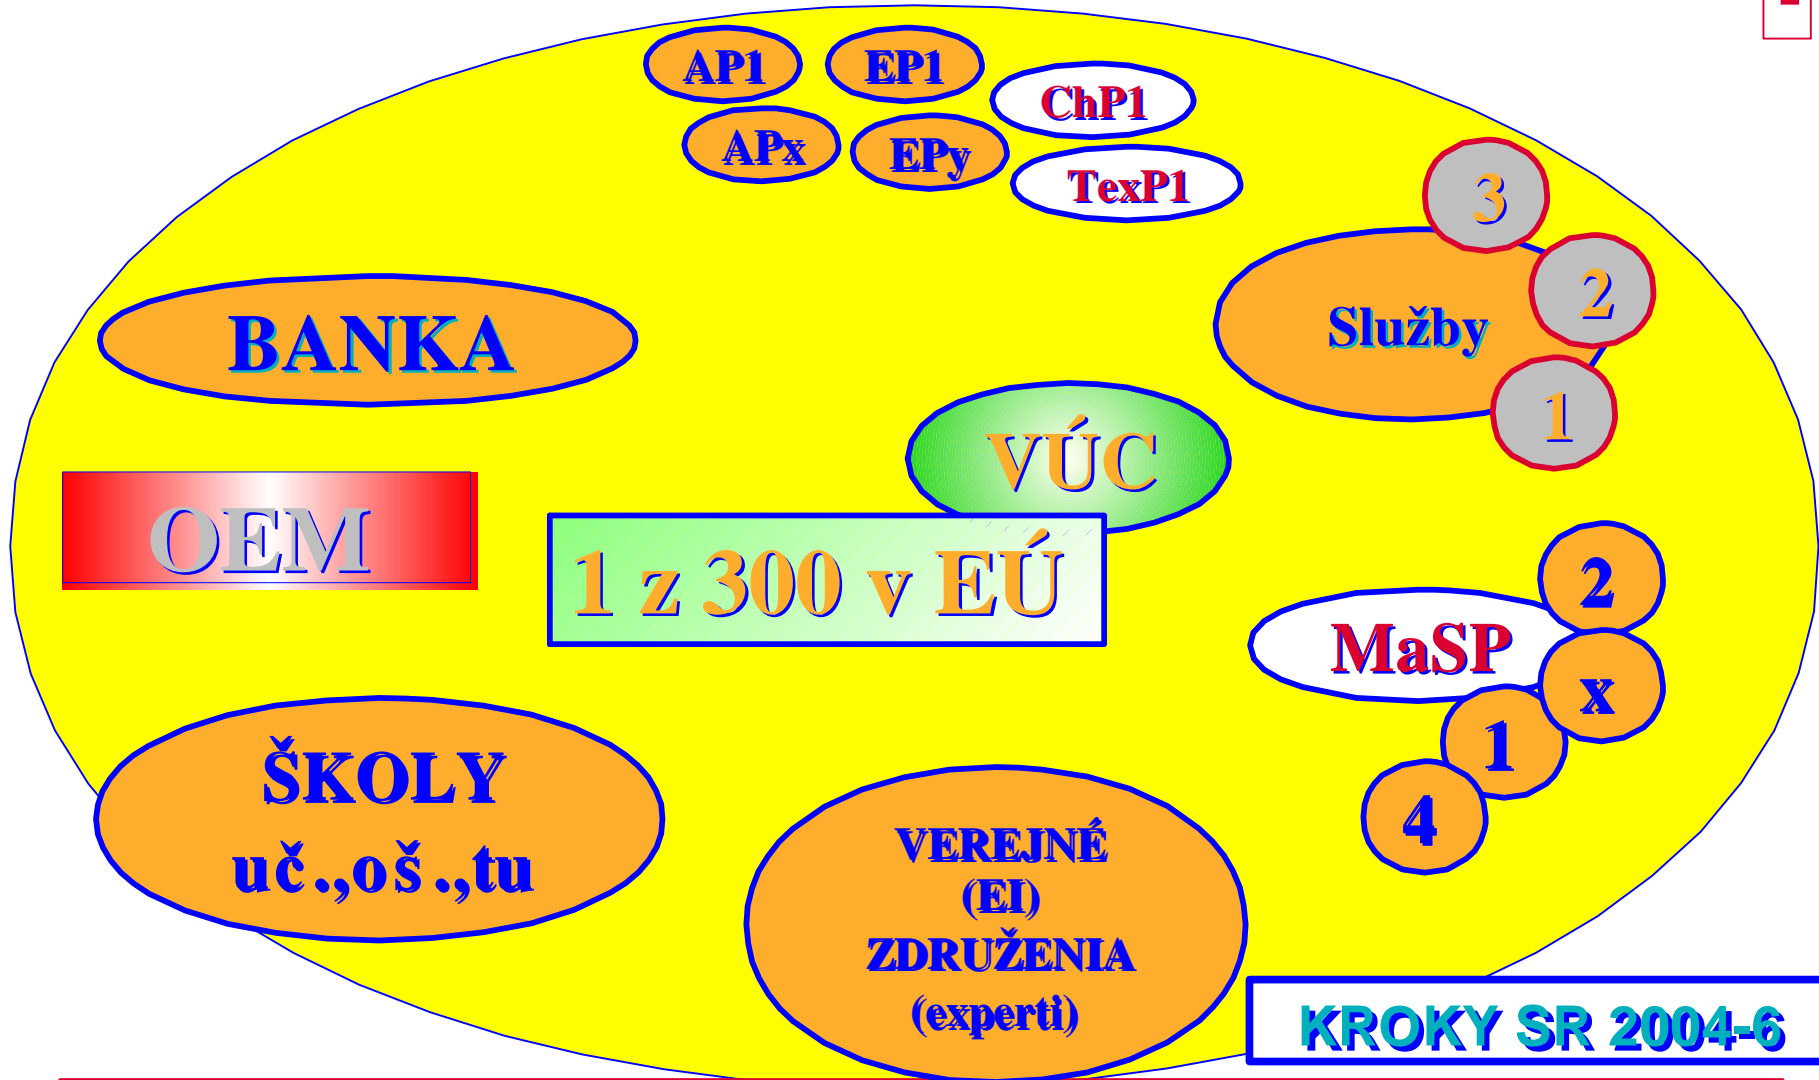 AP1
EP1
ChP1
APx
EPy
TexP1
3
2
Služby
1
BANKA
VÚC
OEM
1 z 300 v EÚ
2
MaSP
x
1
4
ŠKOLY
uč.,oš.,tu
VEREJNÉ
(EI)
ZDRUŽENIA
(experti)
KROKY SR 2004-6